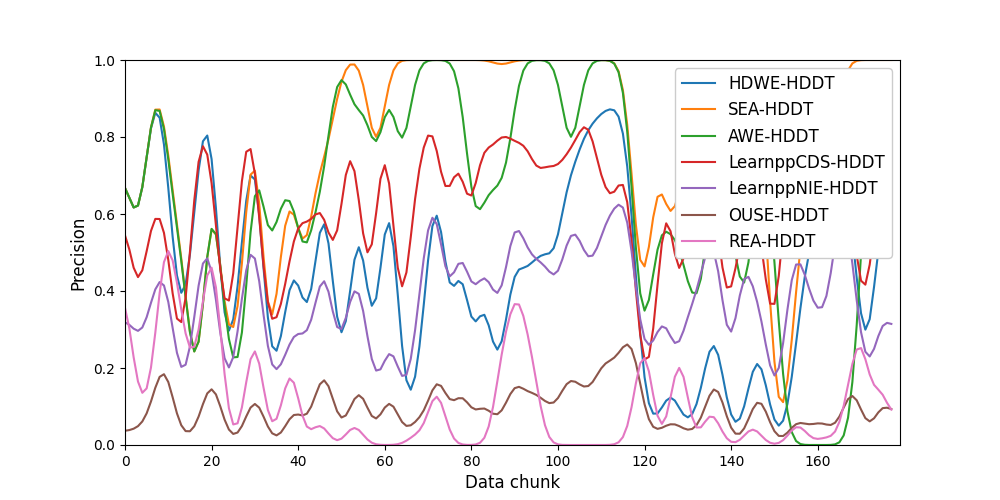 1.0
0.8
0.6
0.4
0.2
0.0
Precision
0 20 40 60 80 100 120 140 160
Data chunk
HDWE-HDDT
SEA-HDDT
AWE-HDDT
LearnppCDS-HDDT
LearnppNIE-HDDT
OUSE-HDDT
REA-HDDT